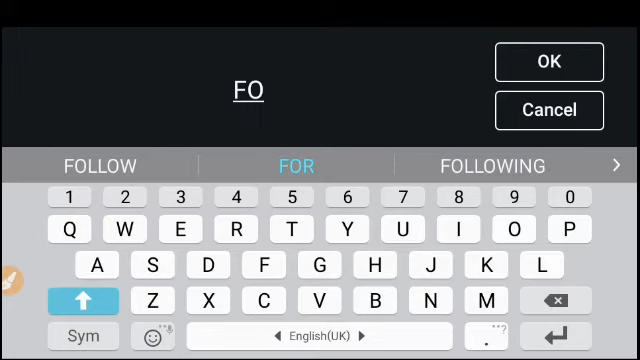 OK
FO
Cancel
FOLLOW FOR FOLLOWING >
1 2 3 4 5 6 7 8 9 0
Q W E R T Y U I O P
A S D F G H J K L
Z X C V B N M
Sym English(UK) . ?